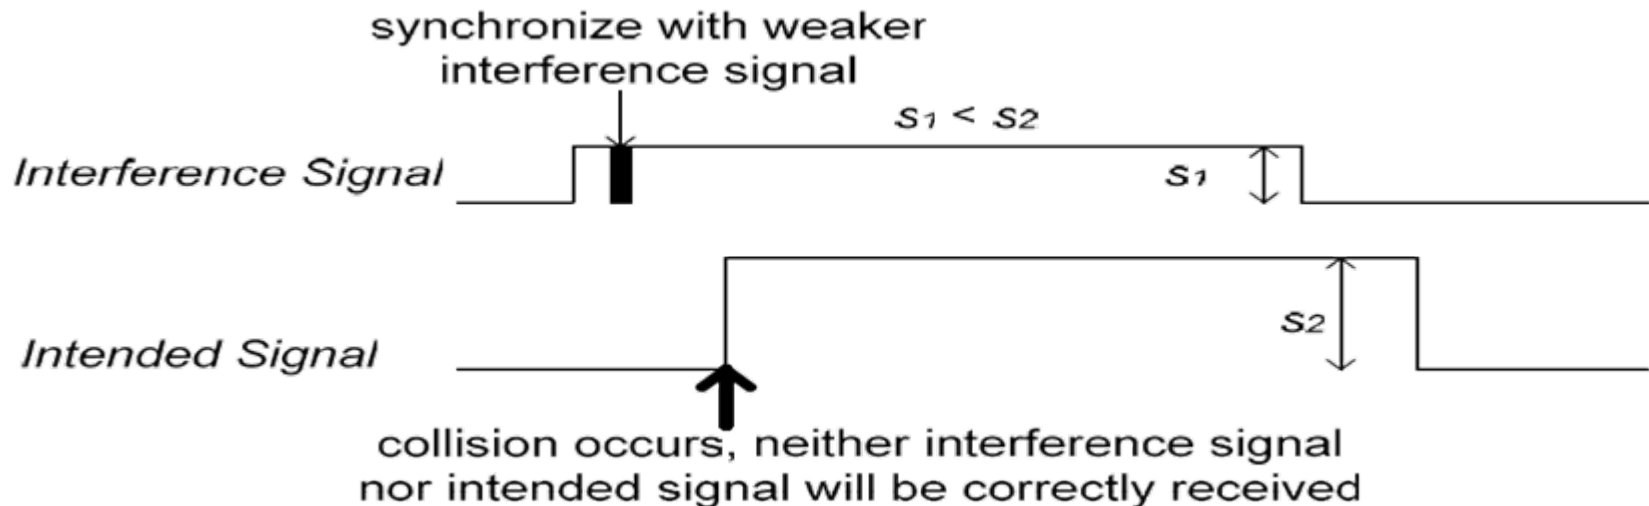 synchronize with weaker
interference signal
s1 < s2
Interference Signal
s1
s2
Intended Signal
collision occurs, neither interference signal
nor intended signal will be correctly received